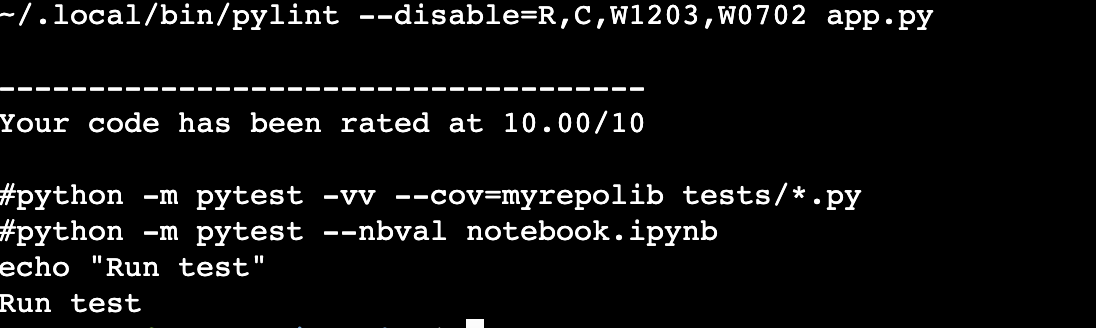 ~/.local/bin/pylint --disable=R,C,W1203,W0702 app.py
------------------------------------
Your code has been rated at 10.00/10
#python -m pytest -vv --cov=myrepolib tests/*.py
#python -m pytest --nbval notebook.ipynb
echo "Run test"
Run test